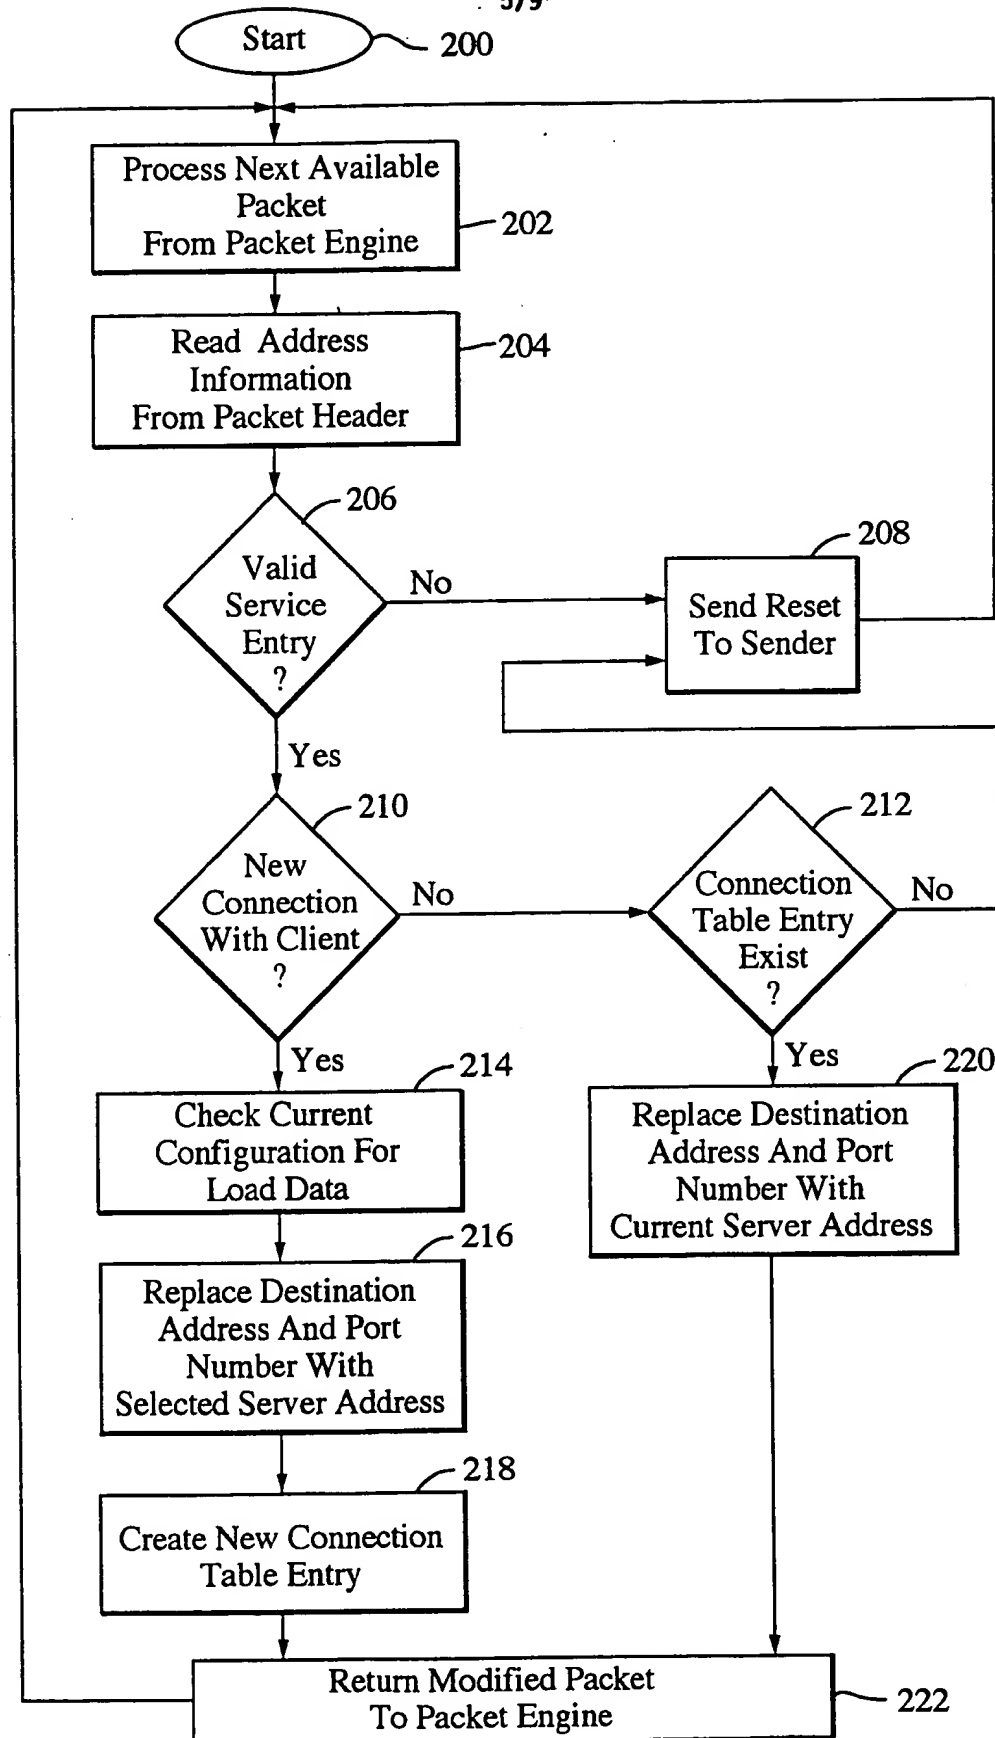 5/9
Start
200
Process Next Available
Packet
From Packet Engine
202
Read Address
Information
From Packet Header
204
206
Valid
Service
Entry
?
No
208
Send Reset
To Sender
Yes
210
New
Connection
With Client
?
No
212
Connection
Table Entry
Exist
?
No
Yes
214
Check Current
Configuration For
Load Data
Yes
220
Replace Destination
Address And Port
Number With
Current Server Address
216
Replace Destination
Address And Port
Number With
Selected Server Address
218
Create New Connection
Table Entry
Return Modified Packet
To Packet Engine
222